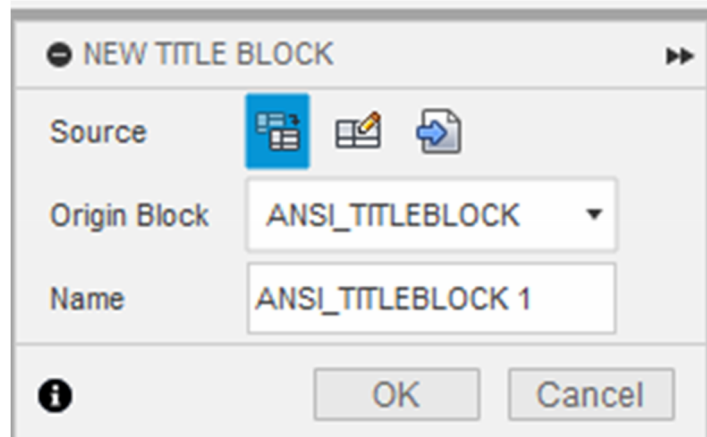 NEW TITLE BLOCK
Source
Origin Block ANSI_TITLEBLOCK
Name ANSI_TITLEBLOCK 1
OK Cancel